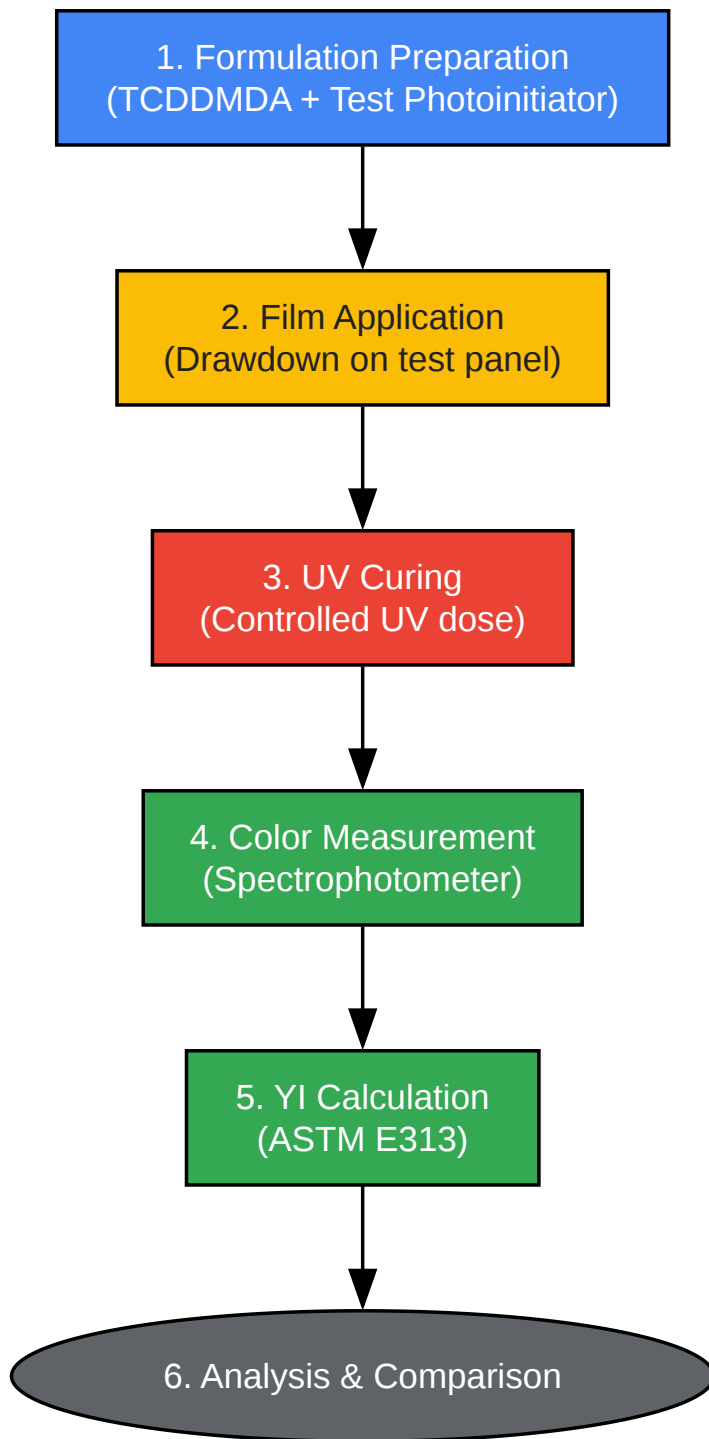 1. Formulation Preparation
(TCDDMDA + Test Photoinitiator)
2. Film Application
(Drawdown on test panel)
3. UV Curing
(Controlled UV dose)
4. Color Measurement
(Spectrophotometer)
5. YI Calculation
(ASTM E313)
6. Analysis & Comparison